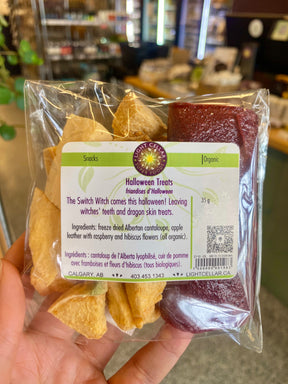 LIGHT CELLAR
Snacks
Organic
Halloween Treats
friandises d'Halloween
35 g
The Switch Witch comes this halloween! Leaving
witches' teeth and dragon skin treats.
Ingredients: freeze dried Albertan cantaloupe; apple
leather with raspberry and hibiscus flowers (all organic).
Ingrédients : cantaloup d'Alberta lyophilisé, cuir de pomme
avec framboises et fleurs d'hibiscus (tous biologiques).
CALGARY, AB
403.453.1343
LIGHTCELLAR.CA